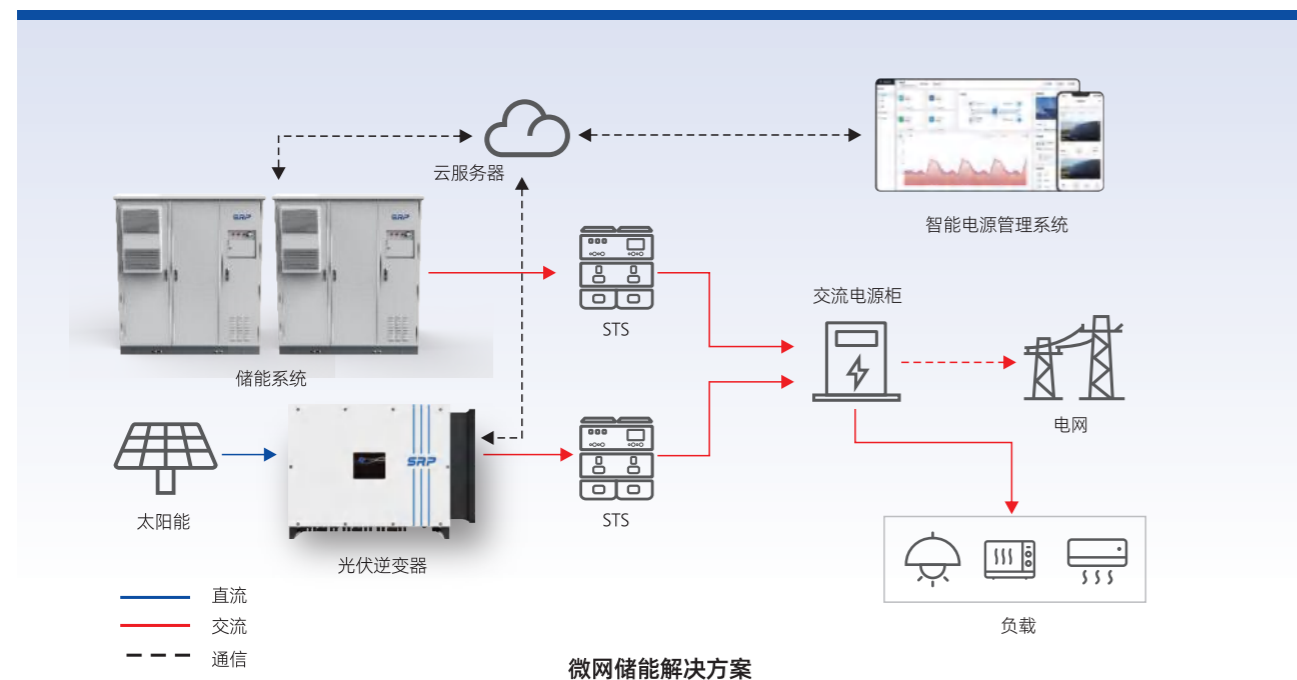 云服务器
智能电源管理系统
SRP
SRP
STS
交流电源柜
储能系统
电网
SRP
太阳能
STS
光伏逆变器
负载
直流
交流
通信
微网储能解决方案